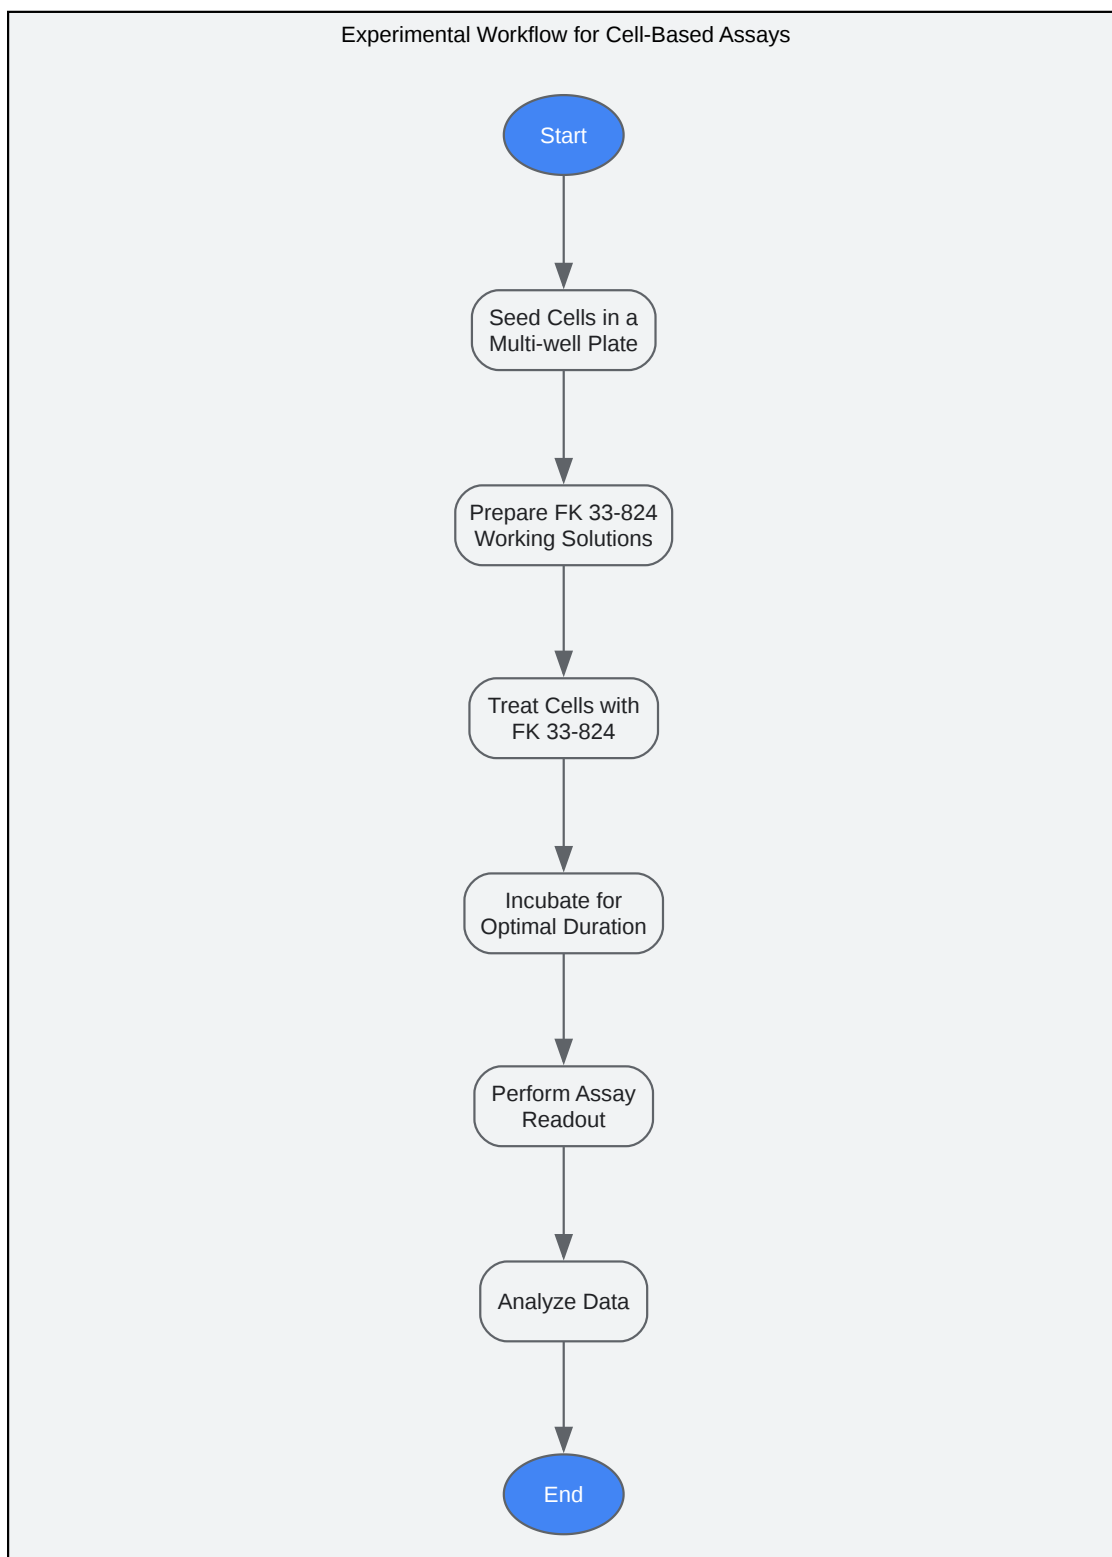 Experimental Workflow for Cell-Based Assays
Start
Seed Cells in a
Multi-well Plate
Prepare FK 33-824
Working Solutions
Treat Cells with
FK 33-824
Incubate for
Optimal Duration
Perform Assay
Readout
Analyze Data
End